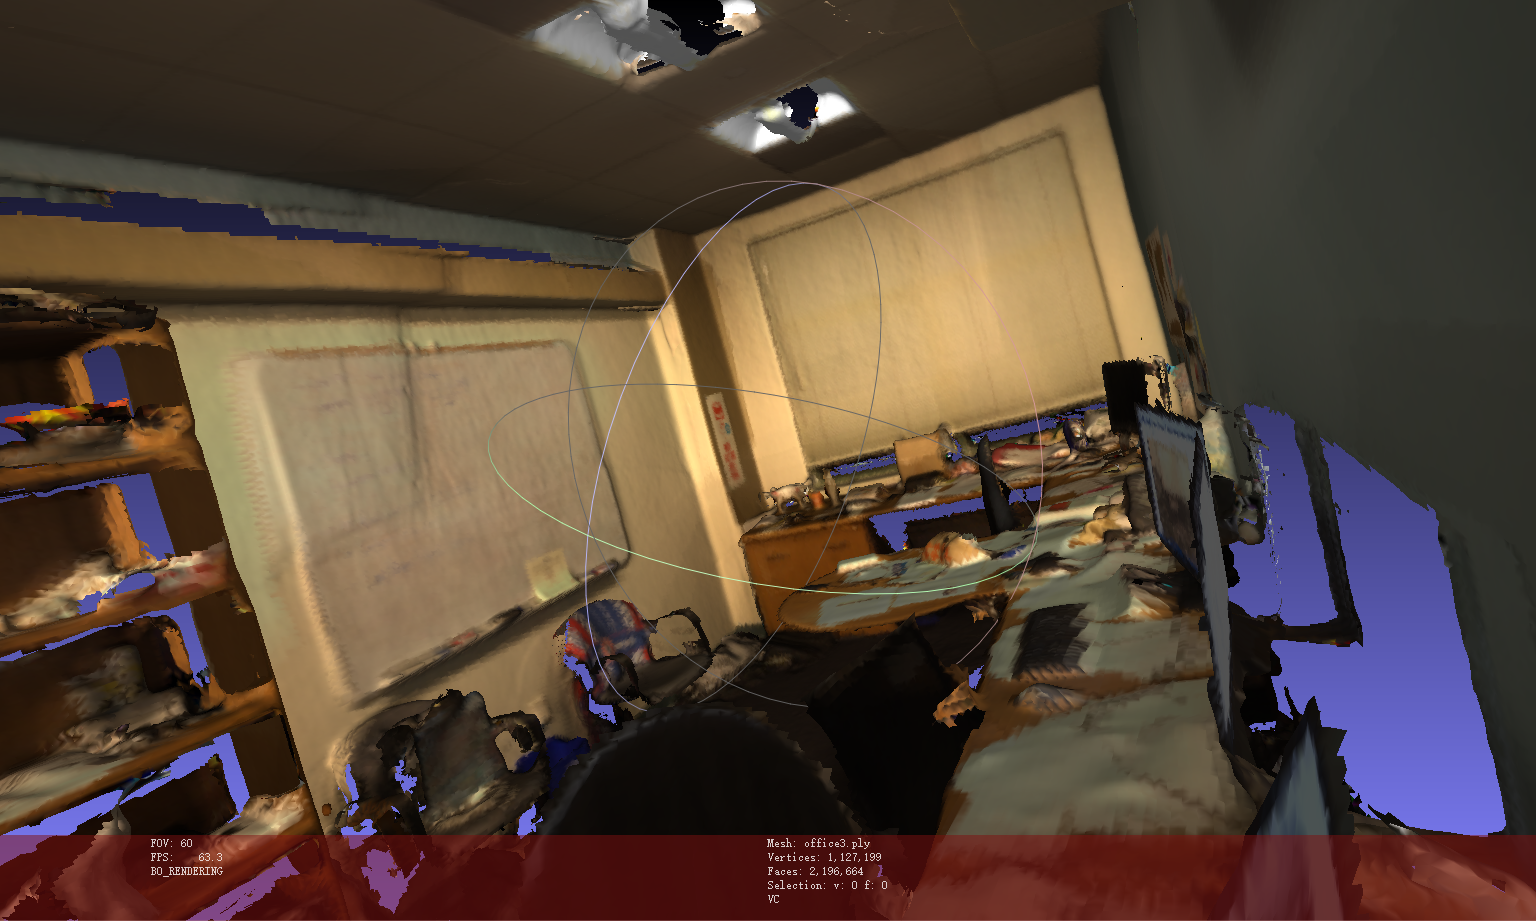 FOV: 60
FPS: 63.3
BO_RENDERING
Mesh: office3.ply
Vertices: 1,127,199
Faces: 2,196,664
Selection: v: 0 f: 0
VC